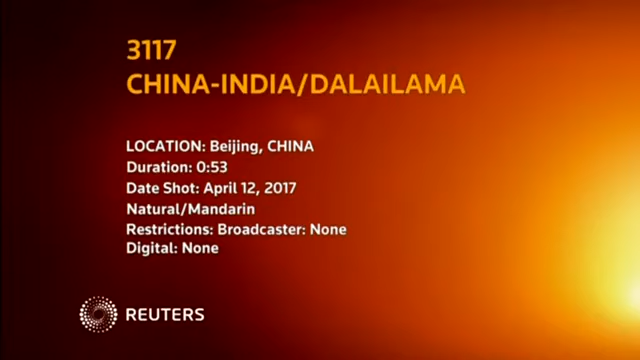 3117
CHINA-INDIA/DALAILAMA
LOCATION: Beijing, CHINA
Duration: 0:53
Date Shot: April 12, 2017
Natural/Mandarin
Restrictions: Broadcaster: None
Digital: None
REUTERS